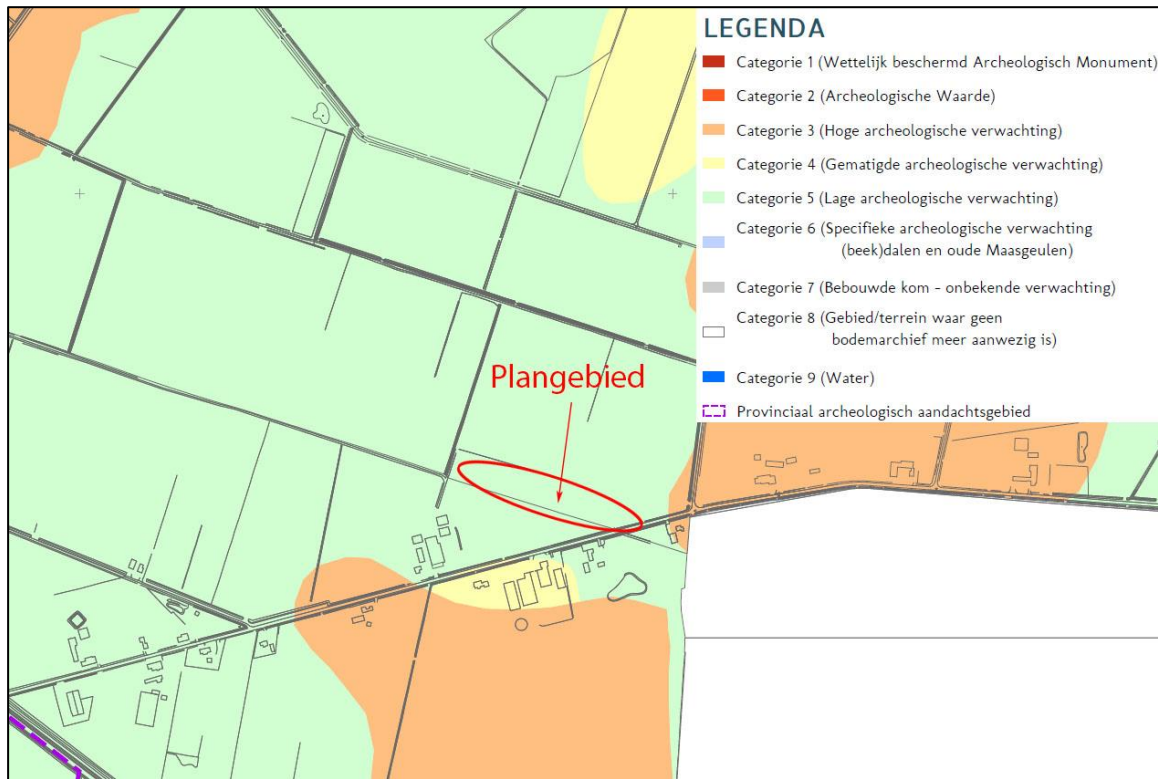 LEGENDA
Categorie 1 (Wettelijk beschermd Archeologisch Monument)
Categorie 2 (Archeologische Waarde)
Categorie 3 (Hoge archeologische verwachting)
Categorie 4 (Gematigde archeologische verwachting)
Categorie 5 (Lage archeologische verwachting)
Categorie 6 (Specifieke archeologische verwachting
(beek)dalen en oude Maasgeulen)
Categorie 7 (Bebouwde kom - onbekende verwachting)
Categorie 8 (Gebied/terrein waar geen
bodemarchief meer aanwezig is)
Categorie 9 (Water)
Provinciaal archeologisch aandachtsgebied
Plangebied